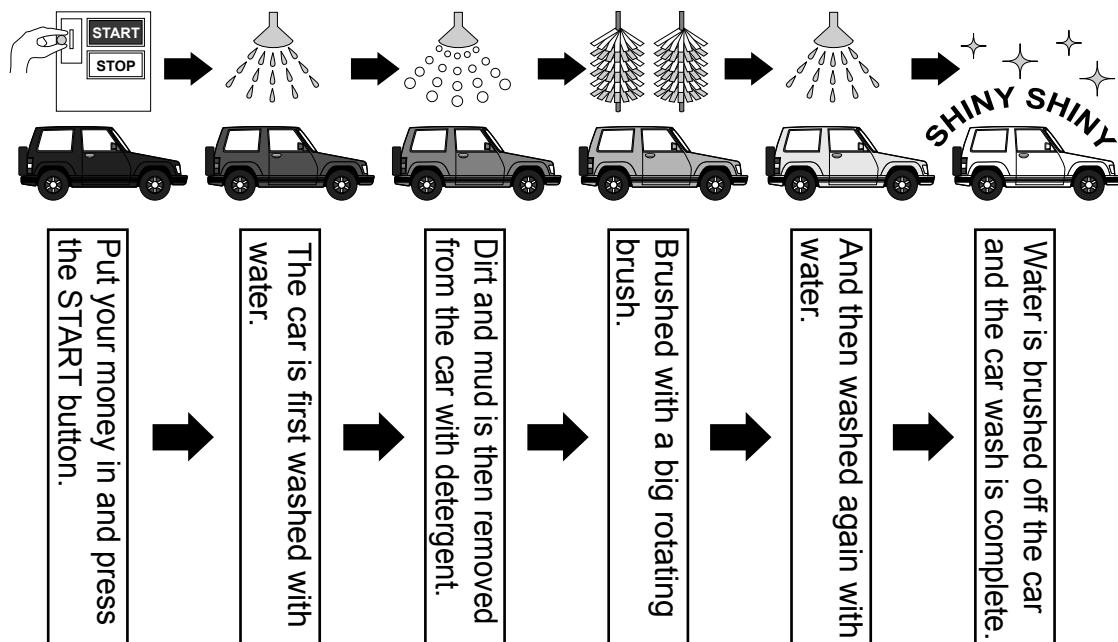 START
STOP
SHINY SHINY
Put your money in and press
the START button.
The car is first washed with
water.
Dirt and mud is then removed
from the car with detergent.
Brushed with a big rotating
brush.
And then washed again with
water.
Water is brushed off the car
and the car wash is complete.